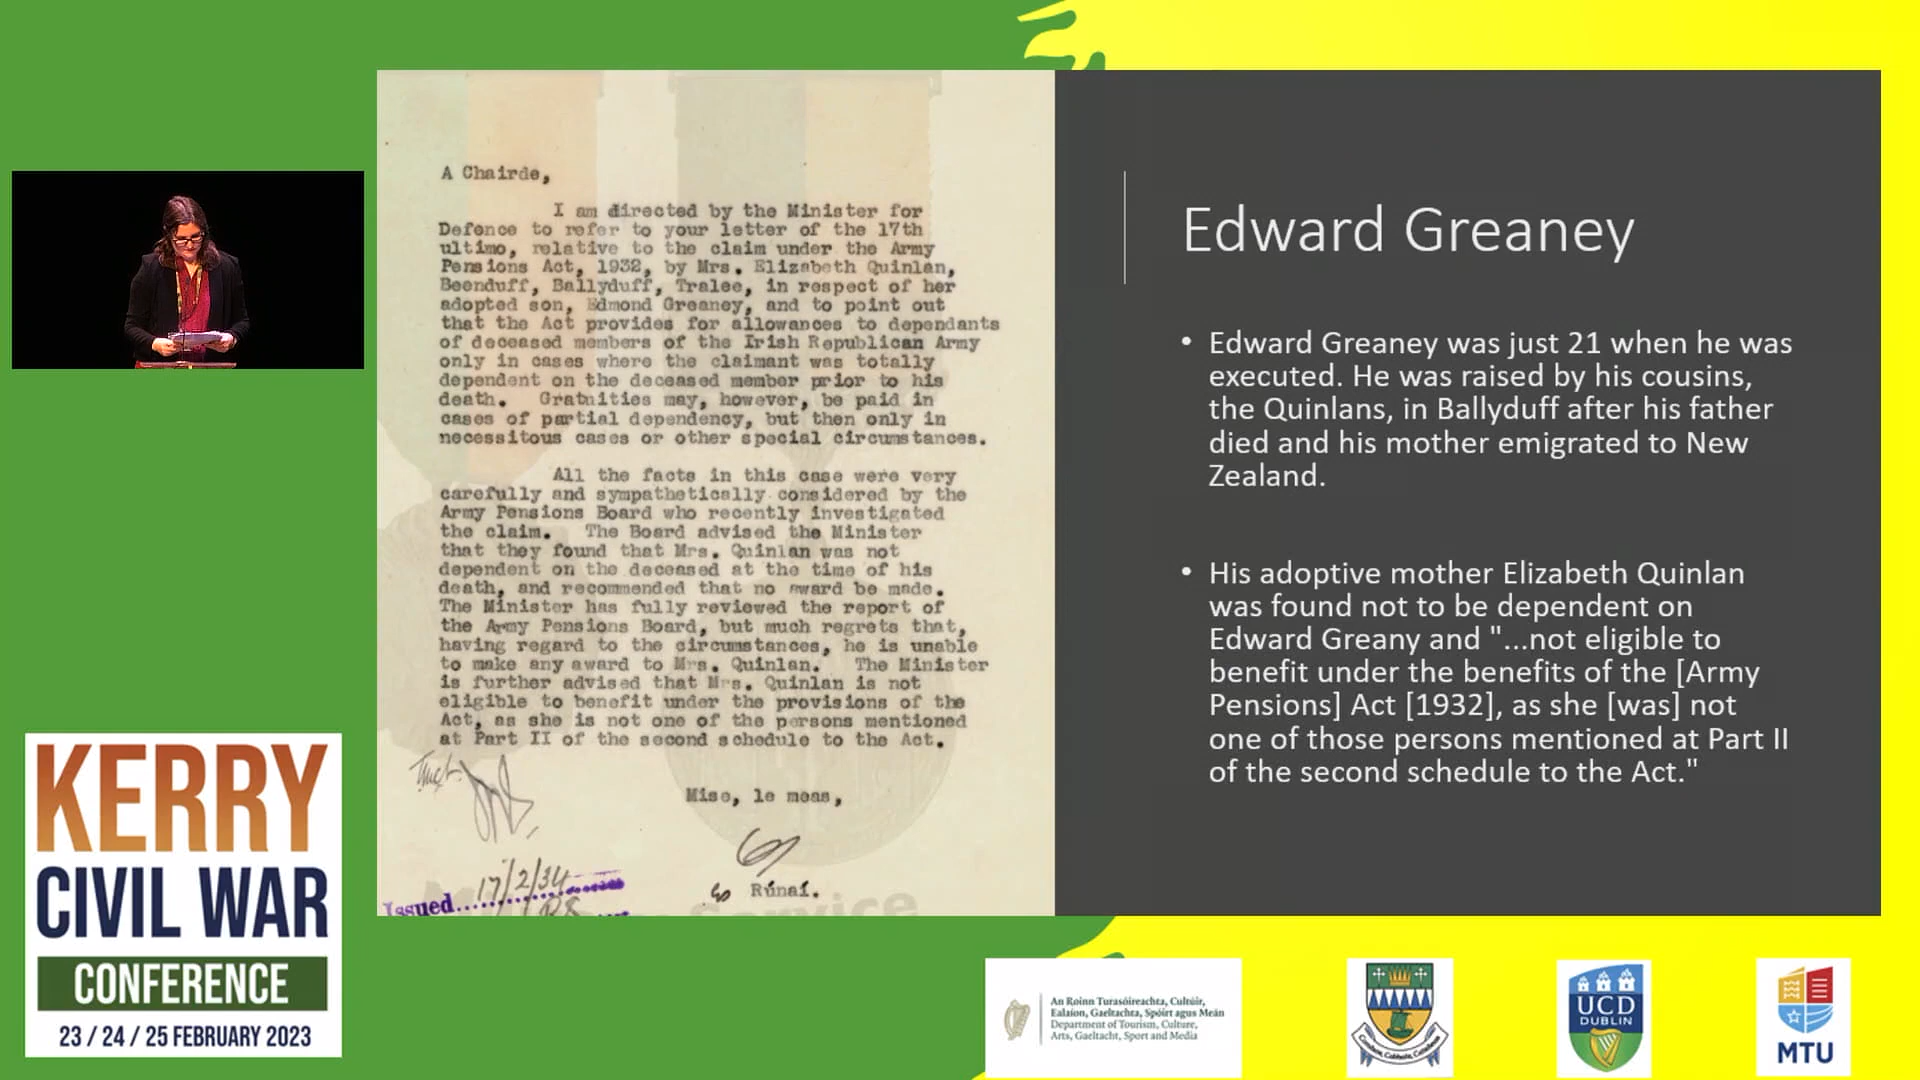 A Chairde,
I am directed by the Minister for
Defence to refer to your letter of the 17th
ultimo, relative to the claim under the Army
Pensions Act, 1932, by Mrs. Elizabeth Quinlan,
Beenduff, Ballyduff, Tralee, in respect of her
adopted son, Edmond Greaney, and to point out
that the Act provides for allowances to dependants
of deceased members of the Irish Republican Army
only in cases where the claimant was totally
dependent on the deceased member prior to his
death. Gratuities may, however, be paid in
cases of partial dependency, but then only in
necessitous cases or other special circumstances.
All the facts in this case were very
carefully and sympathetically considered by the
Army Pensions Board who recently investigated
the claim. The Board advised the Minister
that they found that Mrs. Quinlan was not
dependent on the deceased at the time of his
death, and recommended that no award be made.
The Minister has fully reviewed the report of
the Army Pensions Board, but much regrets that,
having regard to the circumstances, he is unable
to make any award to Mrs. Quinlan. The Minister
is further advised that Mrs. Quinlan is not
eligible to benefit under the provisions of the
Act, as she is not one of the persons mentioned
at Part II of the second schedule to the Act.
Mise, le meas,
Rúnaí.
Issued 17/2/34
Service
Edward Greaney
• Edward Greaney was just 21 when he was
executed. He was raised by his cousins,
the Quinlans, in Ballyduff after his father
died and his mother emigrated to New
Zealand.
• His adoptive mother Elizabeth Quinlan
was found not to be dependent on
Edward Greany and "...not eligible to
benefit under the benefits of the [Army
Pensions] Act [1932], as she [was] not
one of those persons mentioned at Part II
of the second schedule to the Act."
KERRY
CIVIL WAR
CONFERENCE
23 / 24 / 25 FEBRUARY 2023
An Roinn Turasóireachta, Cultúir,
Ealaíon, Gaeltachta, Spóirt agus Meán
Department of Tourism, Culture,
Arts, Gaeltacht, Sport and Media
UCD
DUBLIN
MTU